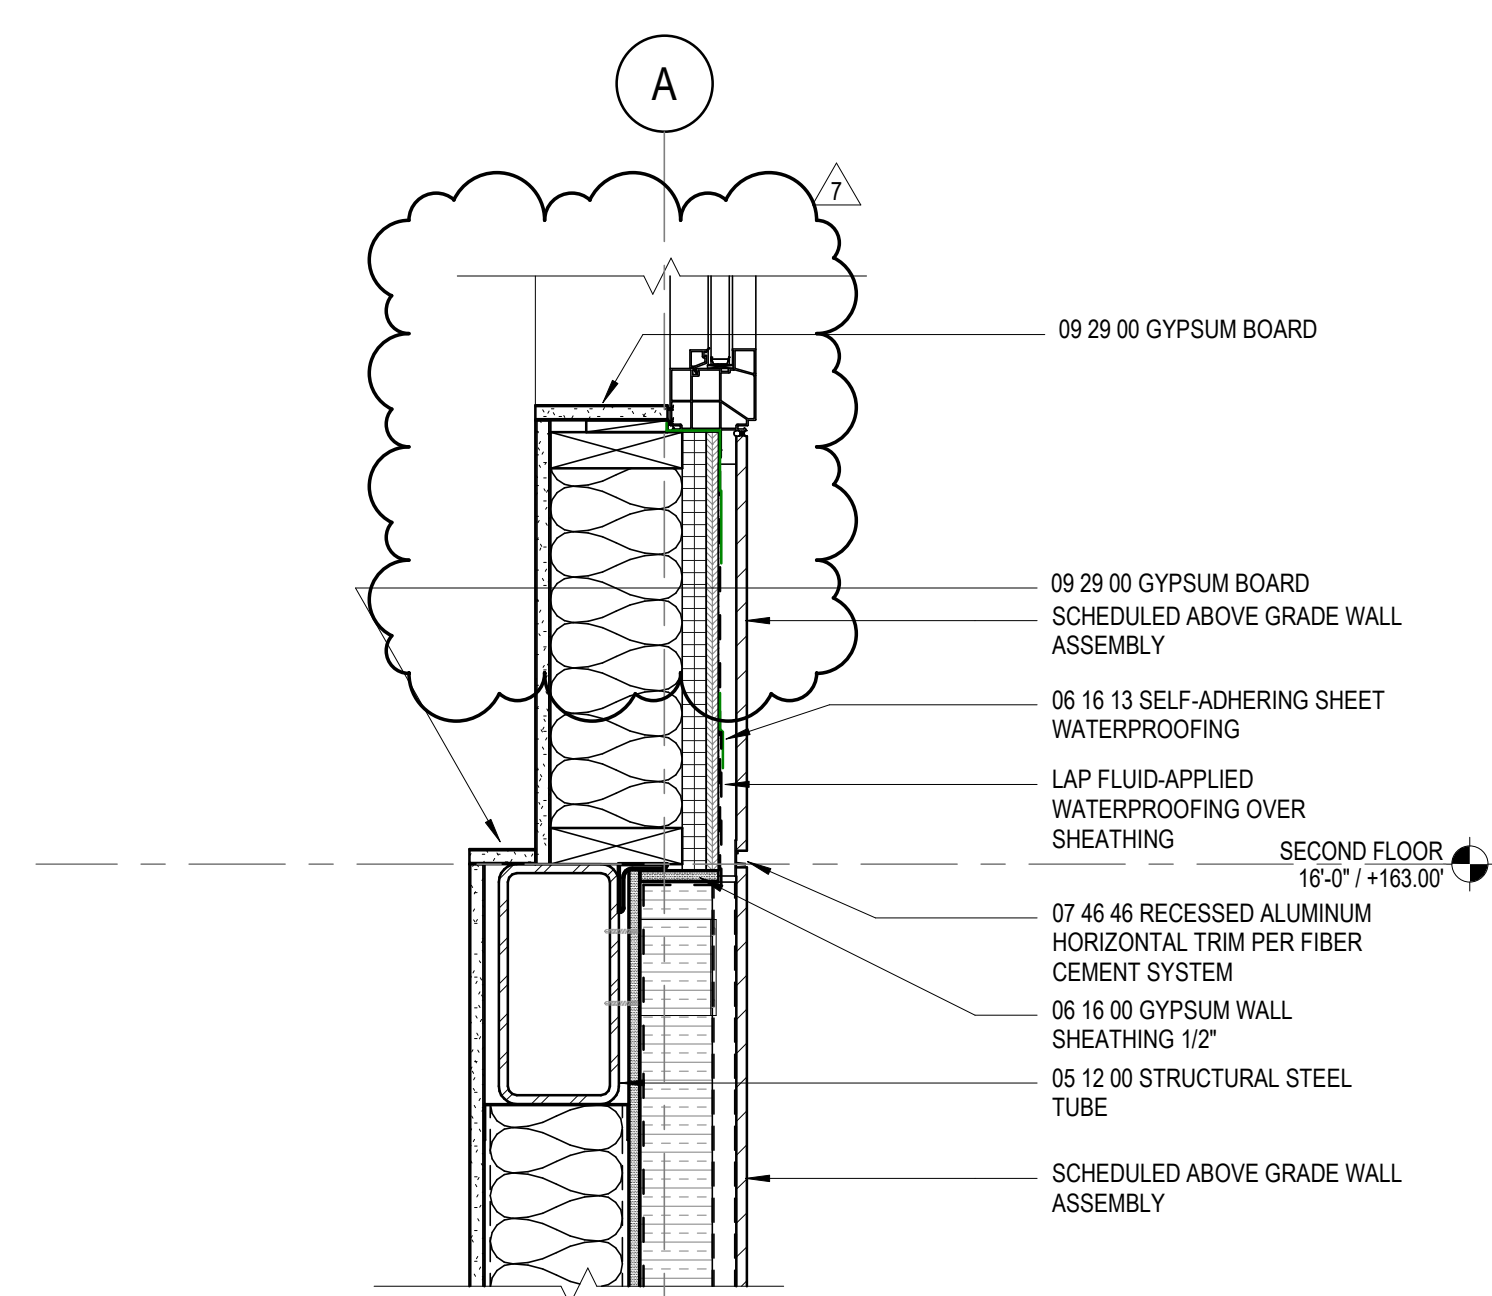 A
7
09 29 00 GYPSUM BOARD
09 29 00 GYPSUM BOARD
SCHEDULED ABOVE GRADE WALL
ASSEMBLY
06 16 13 SELF-ADHERING SHEET
WATERPROOFING
LAP FLUID-APPLIED
WATERPROOFING OVER
SHEATHING
SECOND FLOOR
16'-0" / +163.00'
07 46 46 RECESSED ALUMINUM
HORIZONTAL TRIM PER FIBER
CEMENT SYSTEM
06 16 00 GYPSUM WALL
SHEATHING 1/2"
05 12 00 STRUCTURAL STEEL
TUBE
SCHEDULED ABOVE GRADE WALL
ASSEMBLY